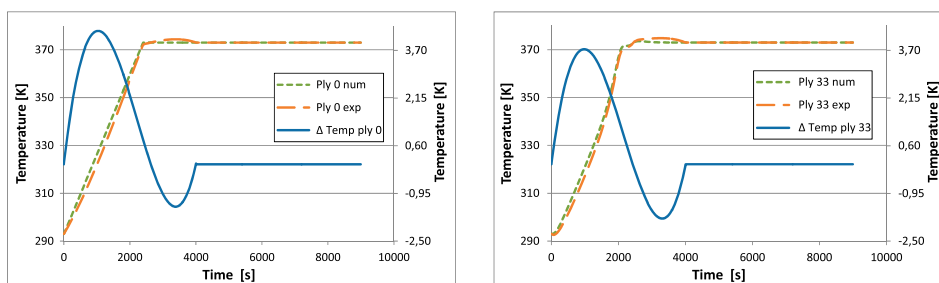 370
350
330
310
290
Temperature [K]
0
2000
4000
6000
8000
10000
Time [s]
3,70
2,15
0,60
-0,95
-2,50
Temperature [K]
Ply 0 num
Ply 0 exp
Δ Temp ply 0
370
350
330
310
290
Temperature [K]
0
2000
4000
6000
8000
10000
Time [s]
3,70
2,15
0,60
-0,95
-2,50
Temperature [K]
Ply 33 num
Ply 33 exp
Δ Temp ply 33